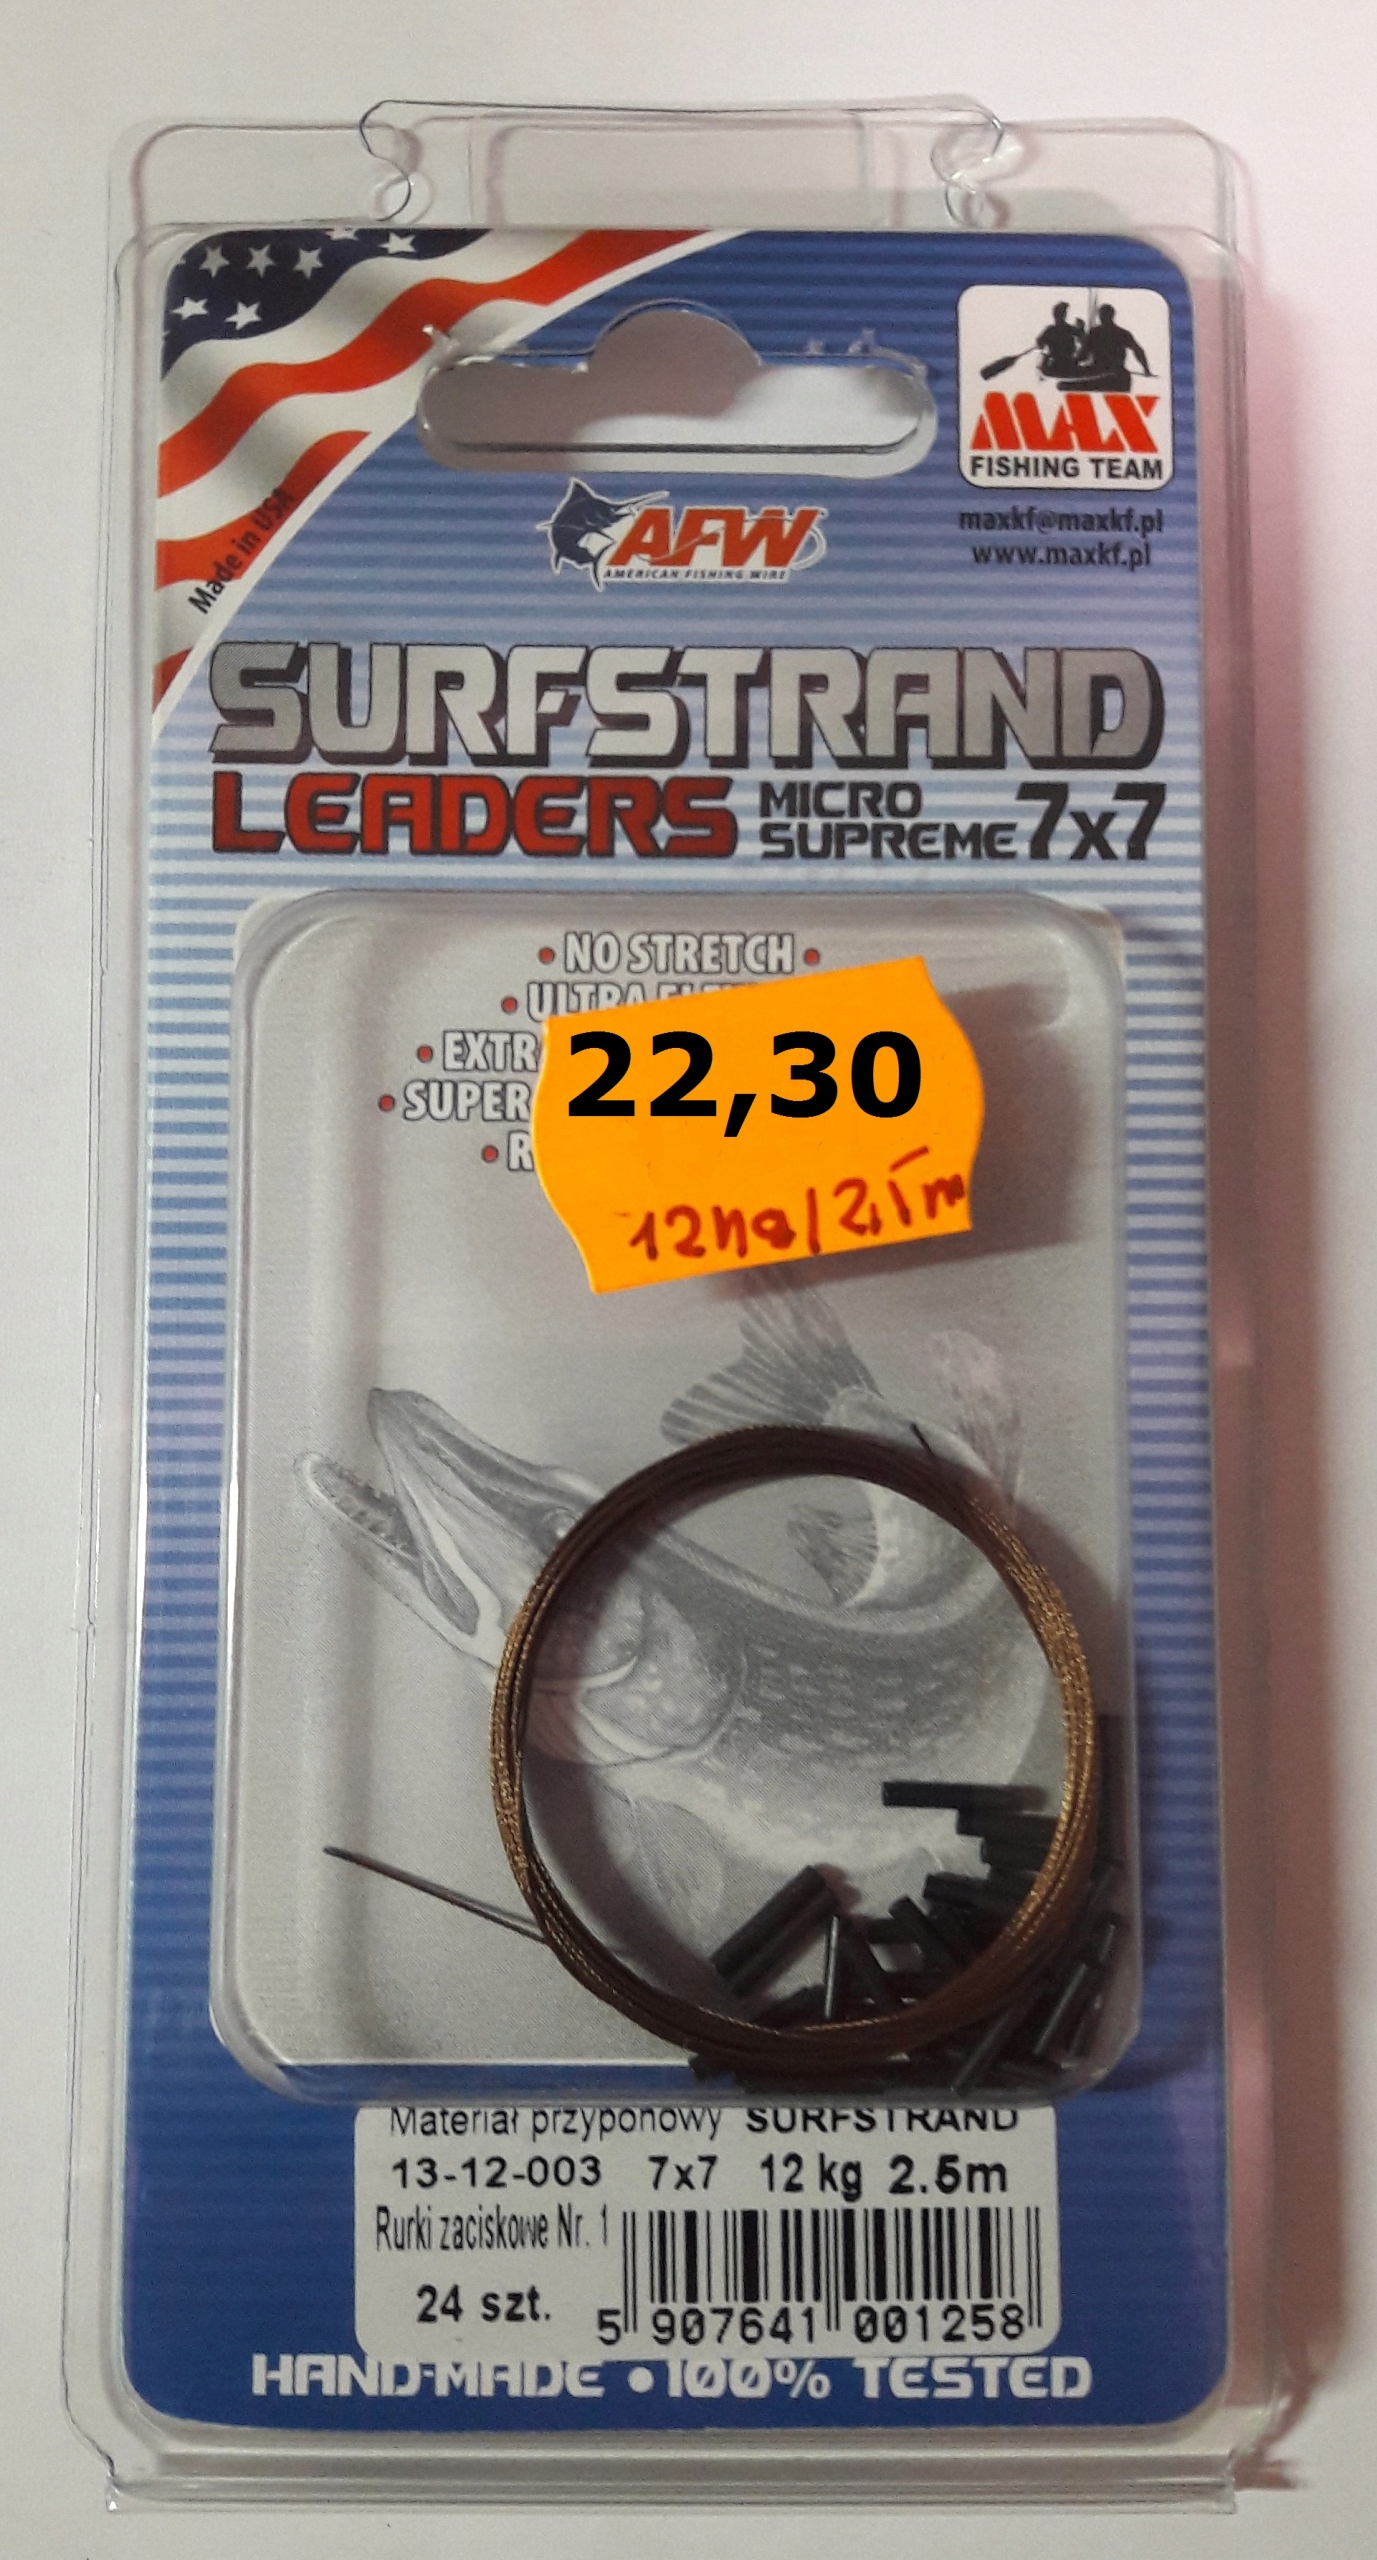 Made in USA
MAX
FISHING TEAM
AFW
AMERICAN FISHING WIRE
maxkf@maxkf.pl
www.maxkf.pl
SURFSTRAND
LEADERS MICRO SUPREME 7x7
• NO STRETCH •
• ULTRA
• EXTR
• SUPER
• R
22,30
12kg/2,5m
Materiał przyponowy SURFSTRAND
13-12-003 7x7 12 kg 2.5m
Rurki zaciskowe Nr. 1
24 szt.
5 907641 001258
HAND-MADE • 100% TESTED